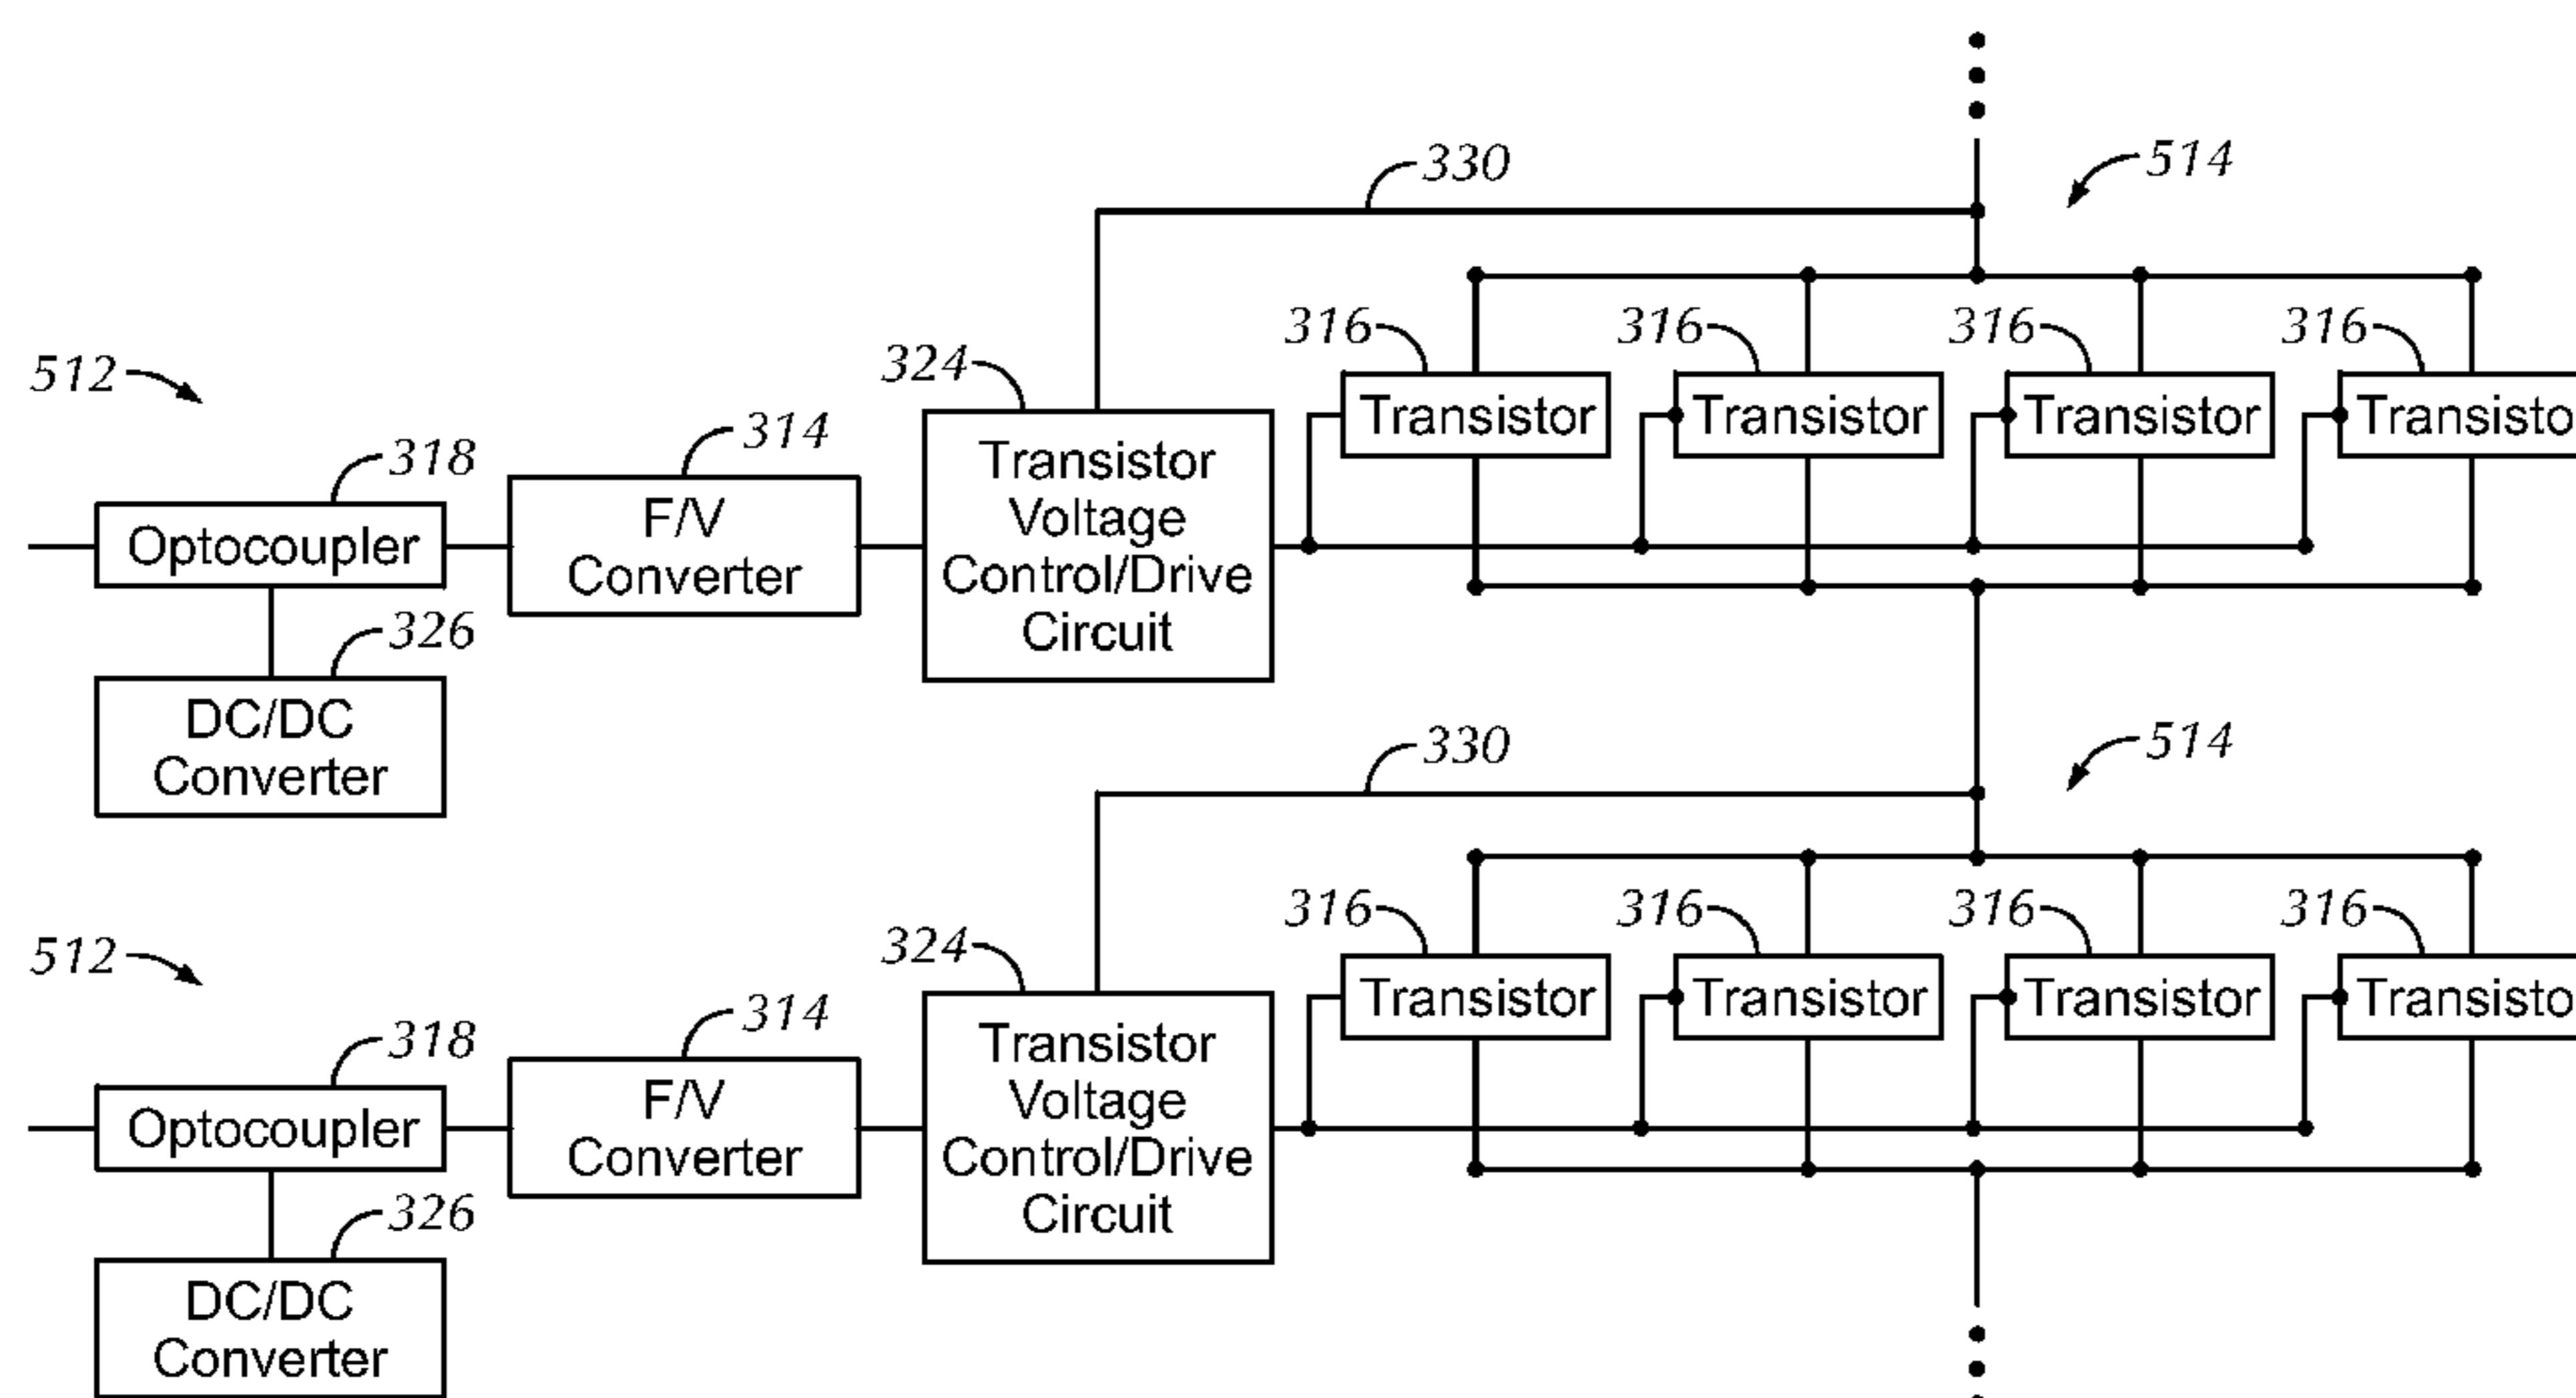 330
514
316
316
316
316
512
324
314
318
Transistor
Transistor
Transistor
Transisto
Transistor
Voltage
Control/Drive
Circuit
F/V
Converter
Optocoupler
326
DC/DC
Converter
330
514
316
316
316
316
512
324
314
318
Transistor
Transistor
Transistor
Transisto
Transistor
Voltage
Control/Drive
Circuit
F/V
Converter
Optocoupler
326
DC/DC
Converter